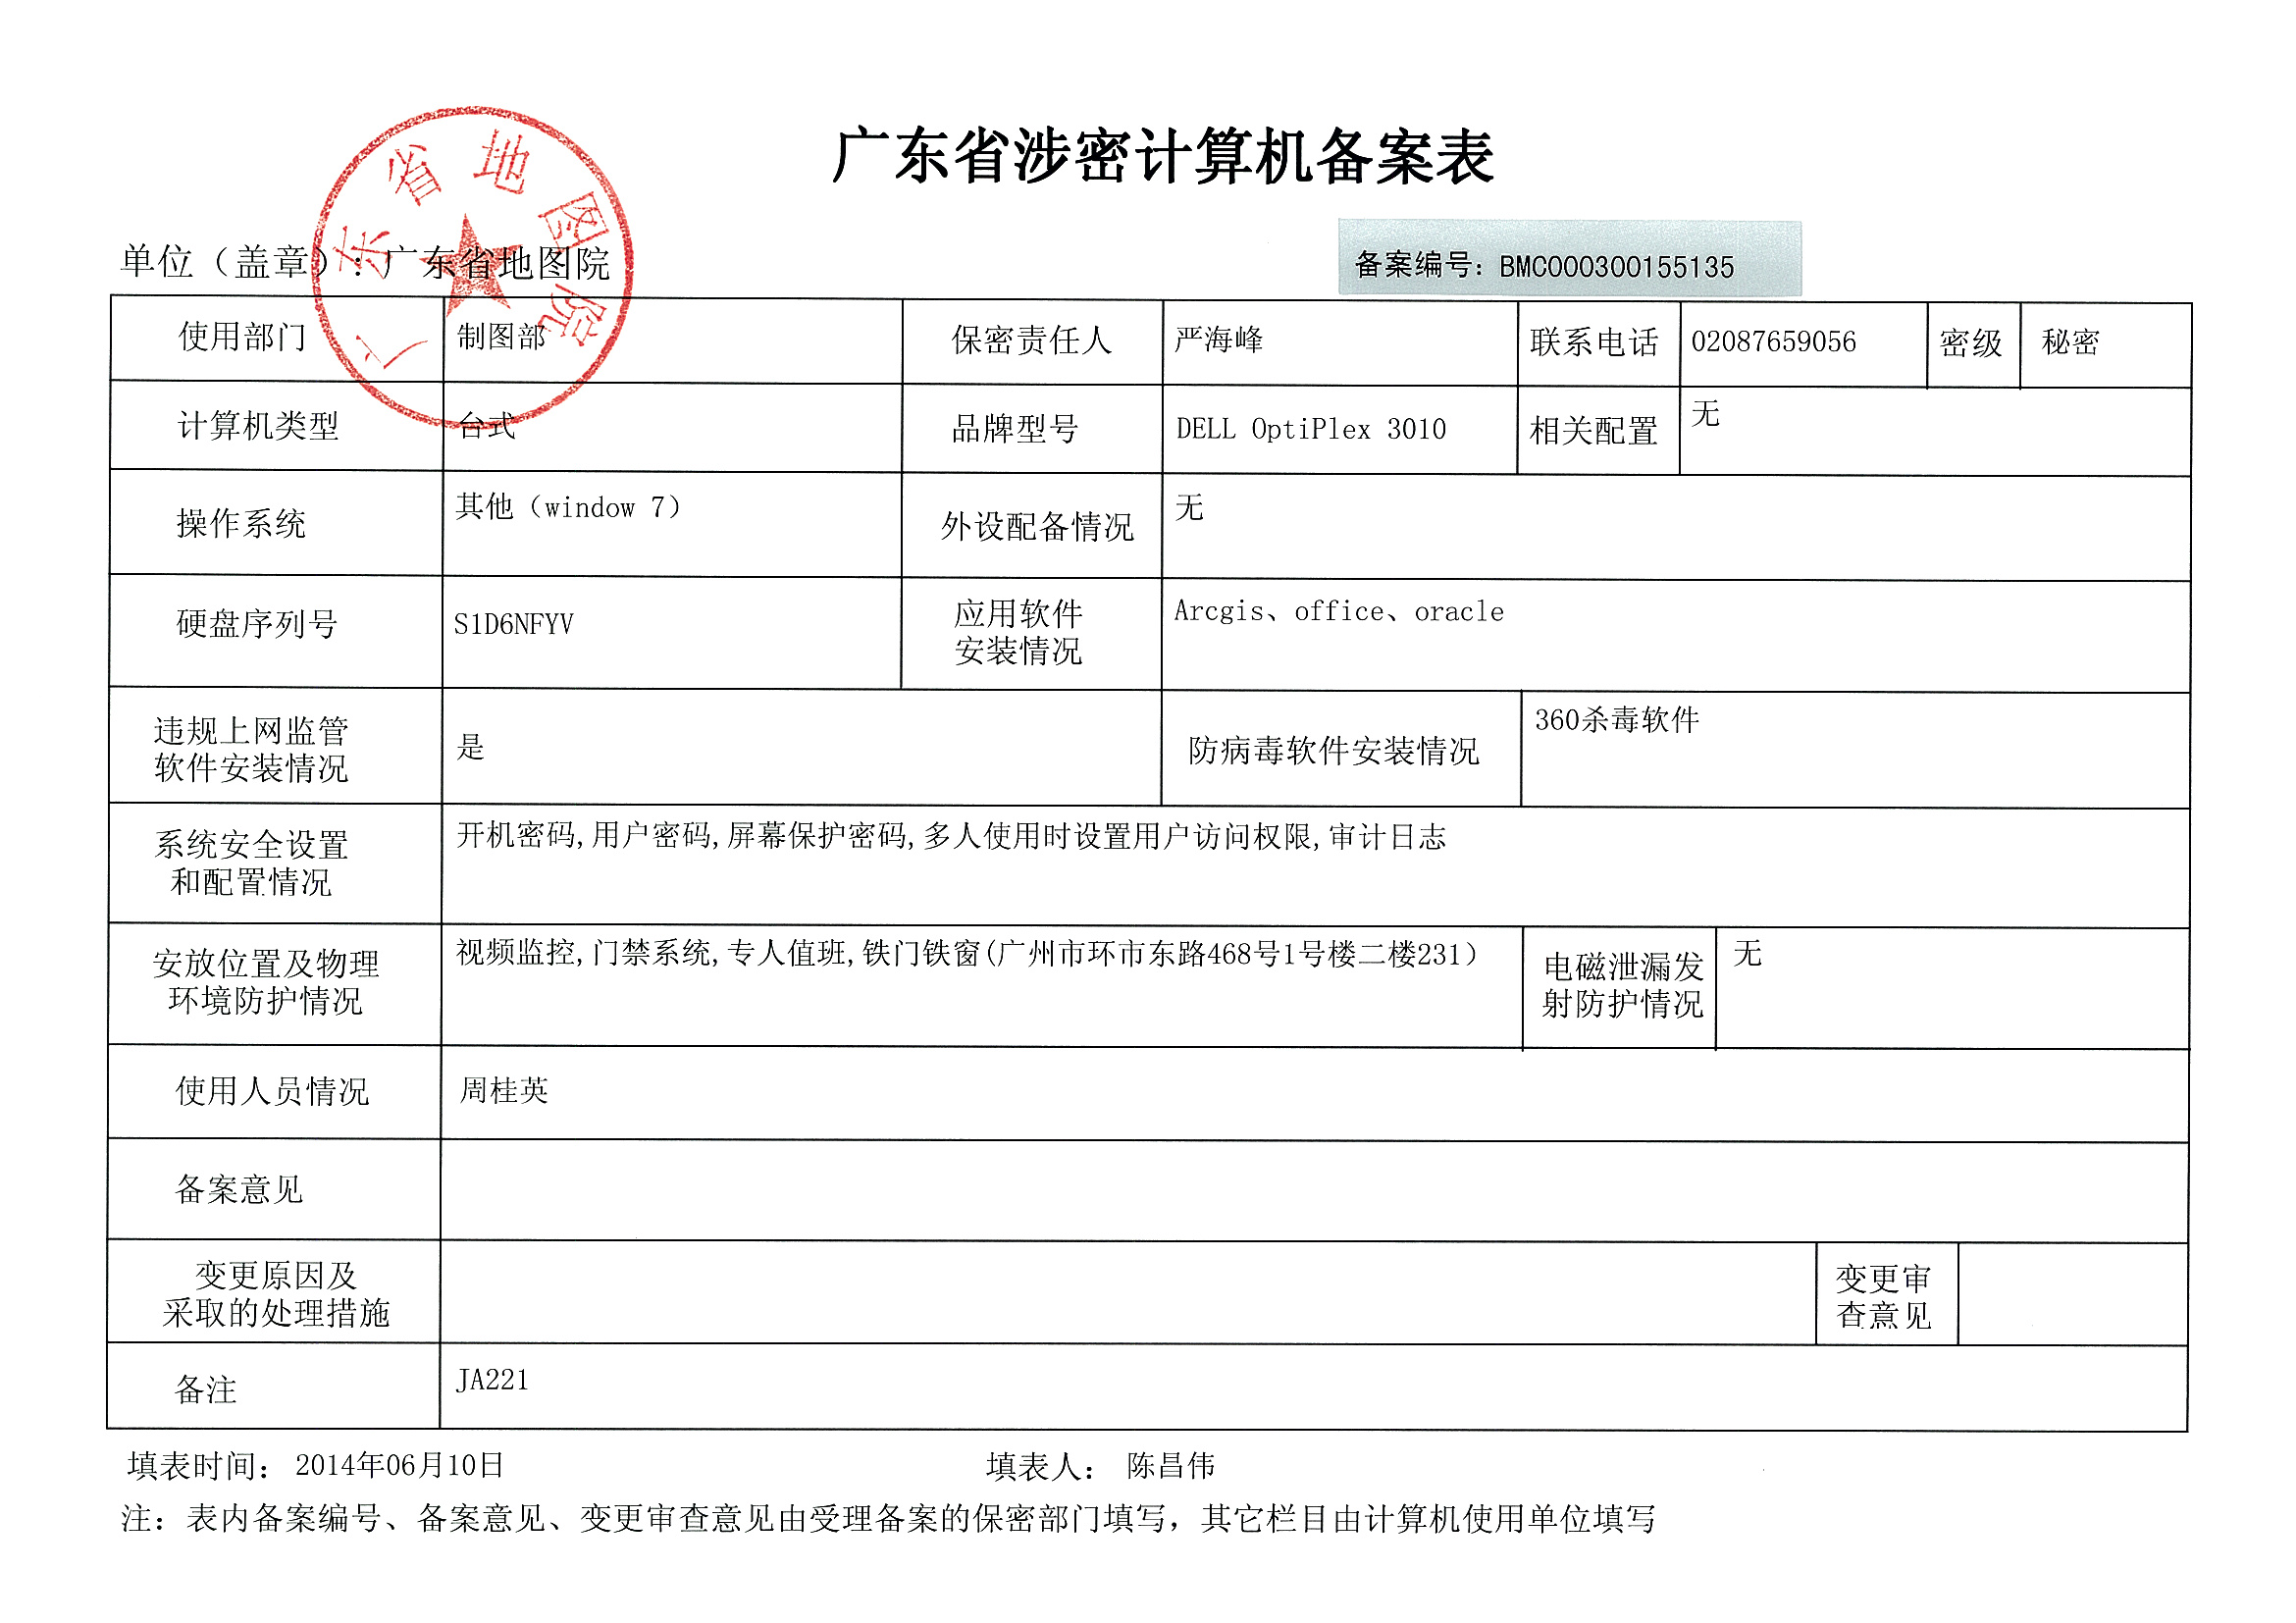 广东省涉密计算机备案表
广东省地图院
单位（盖章）：广东省地图院
备案编号：BMC000300155135
使用部门 制图部 保密责任人 严海峰 联系电话 02087659056 密级 秘密
计算机类型 台式 品牌型号 DELL OptiPlex 3010 相关配置 无
操作系统 其他（window 7） 外设配备情况 无
硬盘序列号 S1D6NFYV 应用软件
安装情况 Arcgis、office、oracle
违规上网监管
软件安装情况 是 防病毒软件安装情况 360杀毒软件
系统安全设置
和配置情况 开机密码,用户密码,屏幕保护密码,多人使用时设置用户访问权限,审计日志
安放位置及物理
环境防护情况 视频监控,门禁系统,专人值班,铁门铁窗(广州市环市东路468号1号楼二楼231） 电磁泄漏发
射防护情况 无
使用人员情况 周桂英
备案意见
变更原因及
采取的处理措施 变更审
查意见
备注 JA221
填表时间： 2014年06月10日 填表人： 陈昌伟
注：表内备案编号、备案意见、变更审查意见由受理备案的保密部门填写，其它栏目由计算机使用单位填写